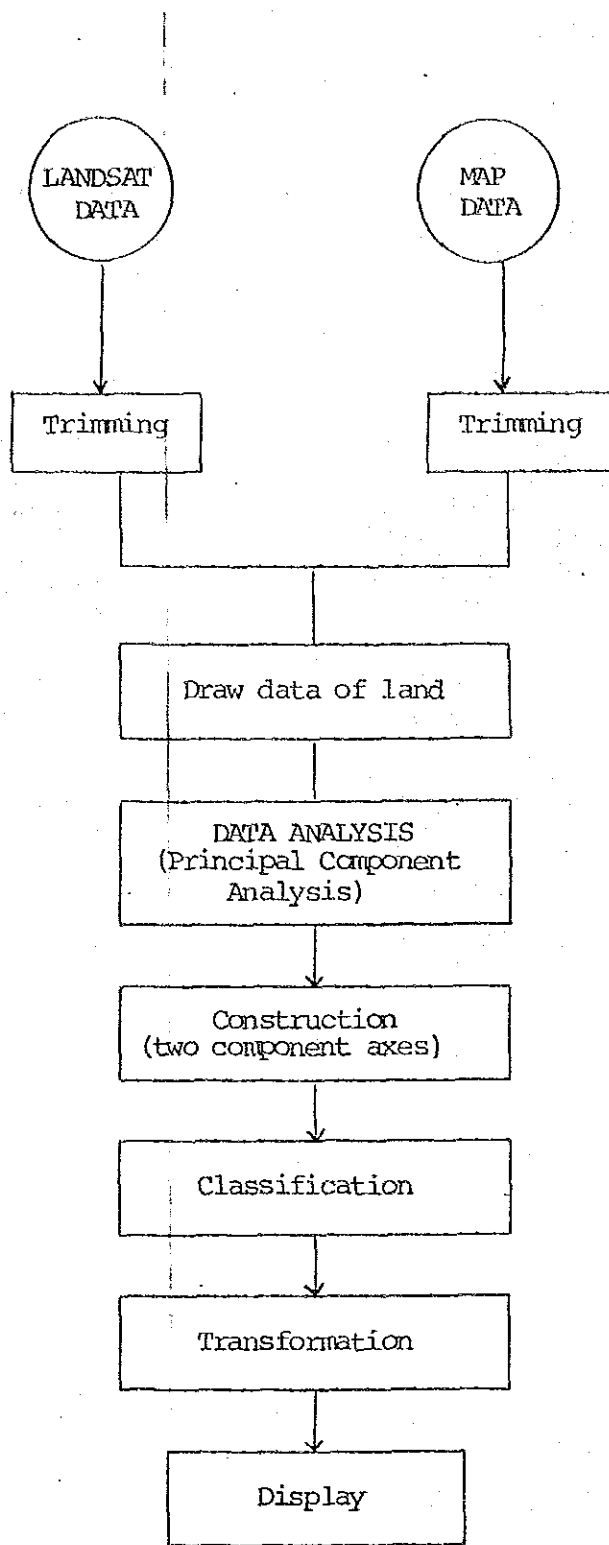 LANDSAT
DATA
MAP
DATA
Trimming
Trimming
Draw data of land
DATA ANALYSIS
(Principal Component
Analysis)
Construction
(two component axes)
Classification
Transformation
Display